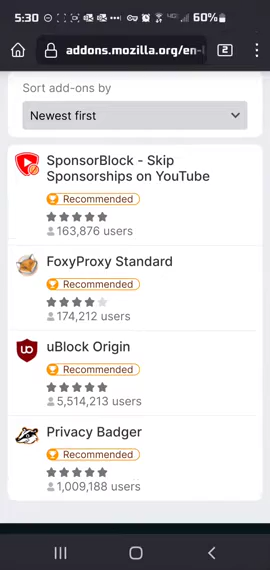 5:30 60%
addons.mozilla.org/en-
2
Sort add-ons by
Newest first
SponsorBlock - Skip
Sponsorships on YouTube
Recommended
163,876 users
FoxyProxy Standard
Recommended
174,212 users
uBlock Origin
Recommended
5,514,213 users
Privacy Badger
Recommended
1,009,188 users